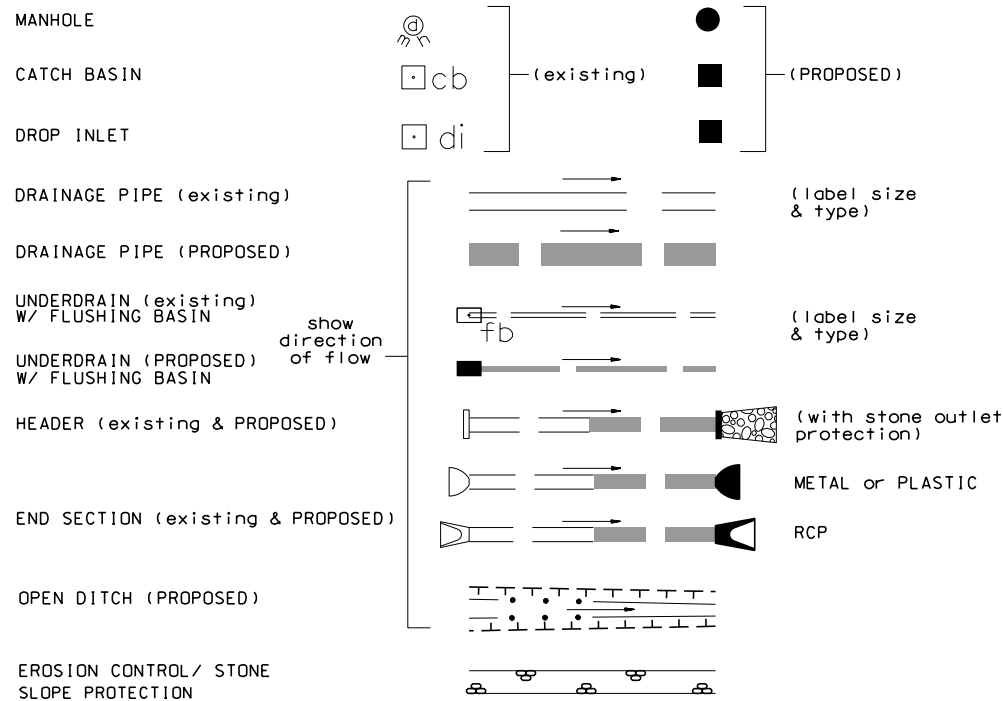 MANHOLE
d
mh
CATCH BASIN
cb
(existing)
(PROPOSED)
DROP INLET
di
DRAINAGE PIPE (existing)
(label size
& type)
DRAINAGE PIPE (PROPOSED)
UNDERDRAIN (existing)
W/ FLUSHING BASIN
fb
(label size
& type)
show
direction
of flow
UNDERDRAIN (PROPOSED)
W/ FLUSHING BASIN
HEADER (existing & PROPOSED)
(with stone outlet
protection)
METAL or PLASTIC
END SECTION (existing & PROPOSED)
RCP
OPEN DITCH (PROPOSED)
EROSION CONTROL/ STONE
SLOPE PROTECTION